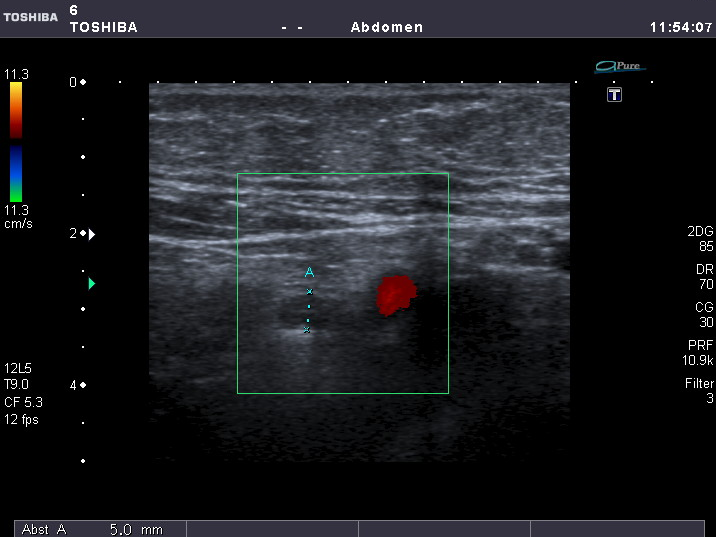 TOSHIBA
6
TOSHIBA - - Abdomen 11:54:07
11.3
11.3
cm/s
0
2
4
A
Pure
T
2DG
85
DR
70
CG
30
PRF
10.9k
Filter
3
12L5
T9.0
CF 5.3
12 fps
Abst A 5.0 mm